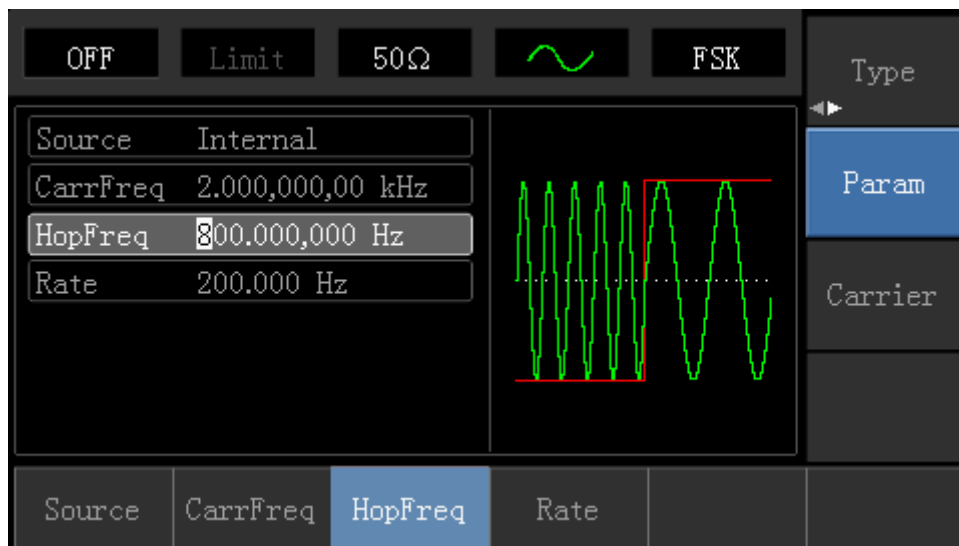 OFF Limit 50Ω FSK
Type
Source Internal
CarrFreq 2.000,000,00 kHz
Param
HopFreq 800.000,000 Hz
Rate 200.000 Hz
Carrier
Source CarrFreq HopFreq Rate